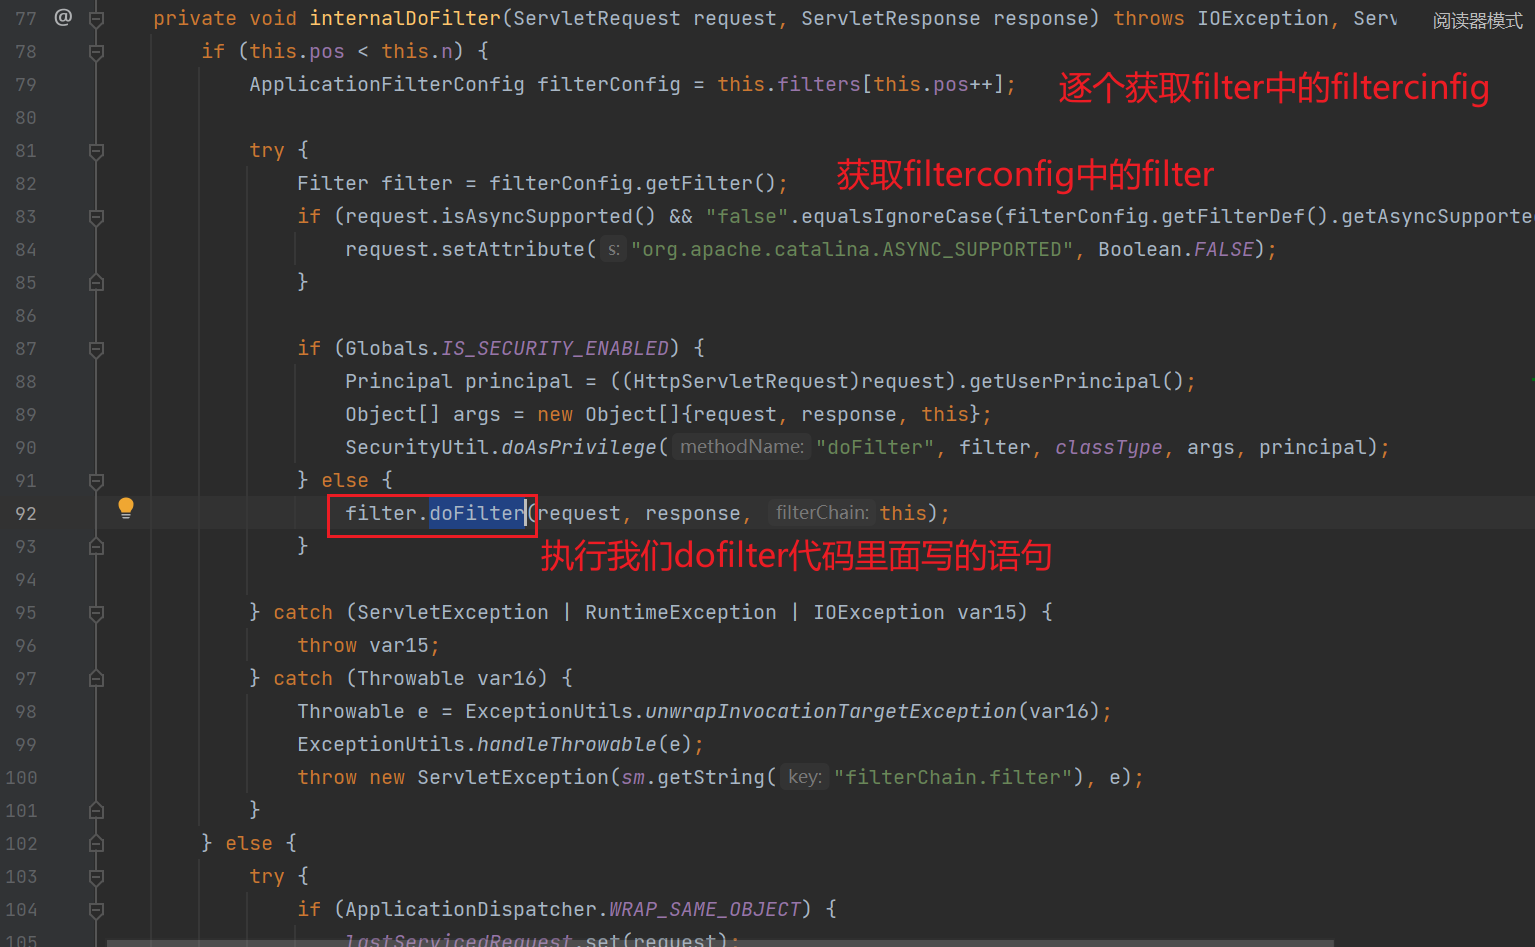 77 @ private void internalDoFilter(ServletRequest request, ServletResponse response) throws IOException, Serv 阅读器模式
78 if (this.pos < this.n) {
79 ApplicationFilterConfig filterConfig = this.filters[this.pos++]; 逐个获取filter中的filtercinfig
80
81 try {
获取filterconfig中的filter
82 Filter filter = filterConfig.getFilter();
83 if (request.isAsyncSupported() && "false".equalsIgnoreCase(filterConfig.getFilterDef().getAsyncSupporte
84 request.setAttribute( s: "org.apache.catalina.ASYNC_SUPPORTED", Boolean.FALSE);
85 }
86
87 if (Globals.IS_SECURITY_ENABLED) {
88 Principal principal = ((HttpServletRequest)request).getUserPrincipal();
89 Object[] args = new Object[]{request, response, this};
90 SecurityUtil.doAsPrivilege( methodName: "doFilter", filter, classType, args, principal);
91 } else {
92 filter.doFilter(request, response, filterChain: this);
93 }
执行我们dofilter代码里面写的语句
94
95 } catch (ServletException | RuntimeException | IOException var15) {
96 throw var15;
97 } catch (Throwable var16) {
98 Throwable e = ExceptionUtils.unwrapInvocationTargetException(var16);
99 ExceptionUtils.handleThrowable(e);
100 throw new ServletException(sm.getString( key: "filterChain.filter"), e);
101 }
102 } else {
103 try {
104 if (ApplicationDispatcher.WRAP_SAME_OBJECT) {
105 lastServicedRequest.set(request);